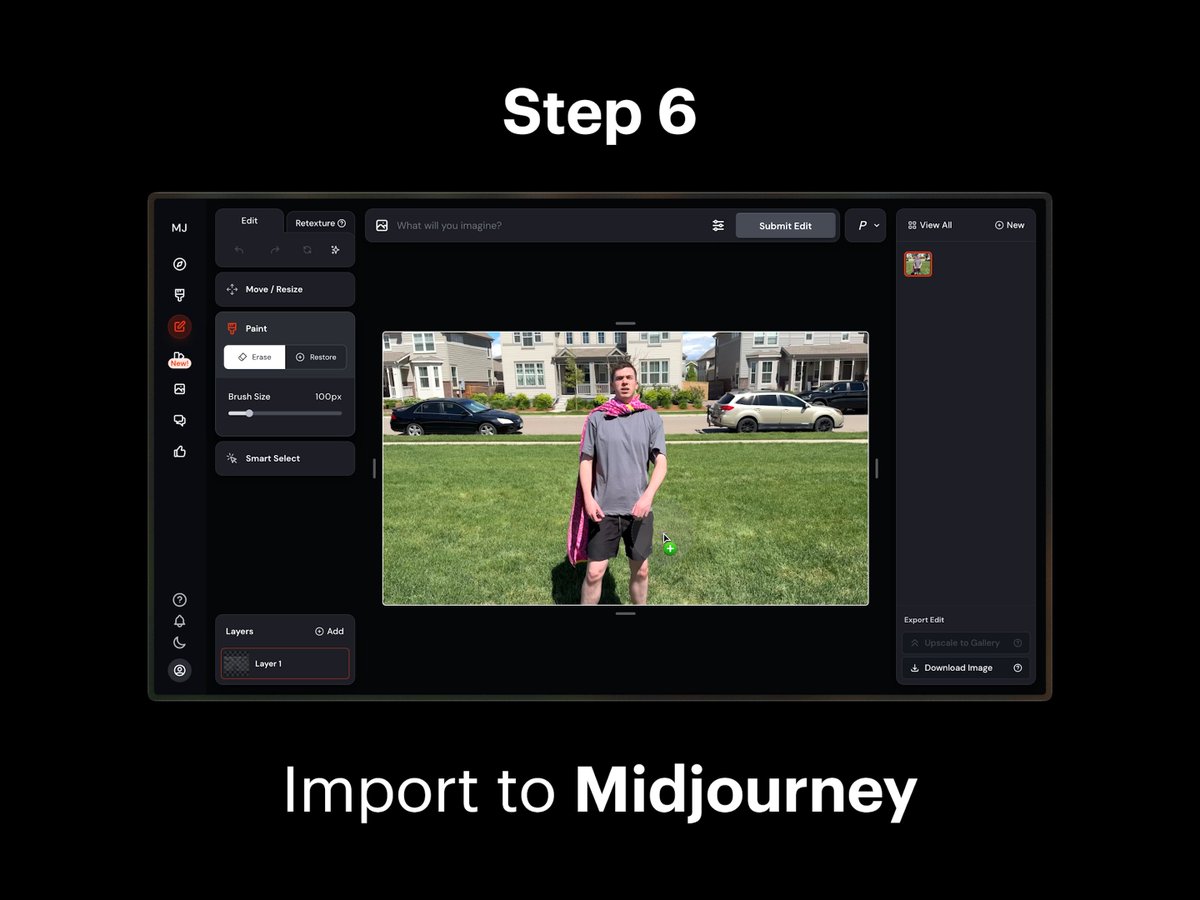 Step 6
MJ
New!
Edit
Retexture
Move / Resize
Paint
Erase
Restore
Brush Size 100px
Smart Select
Layers
Add
Layer 1
What will you imagine?
Submit Edit
P
View All
New
Export Edit
Upscale to Gallery
Download Image
Import to Midjourney